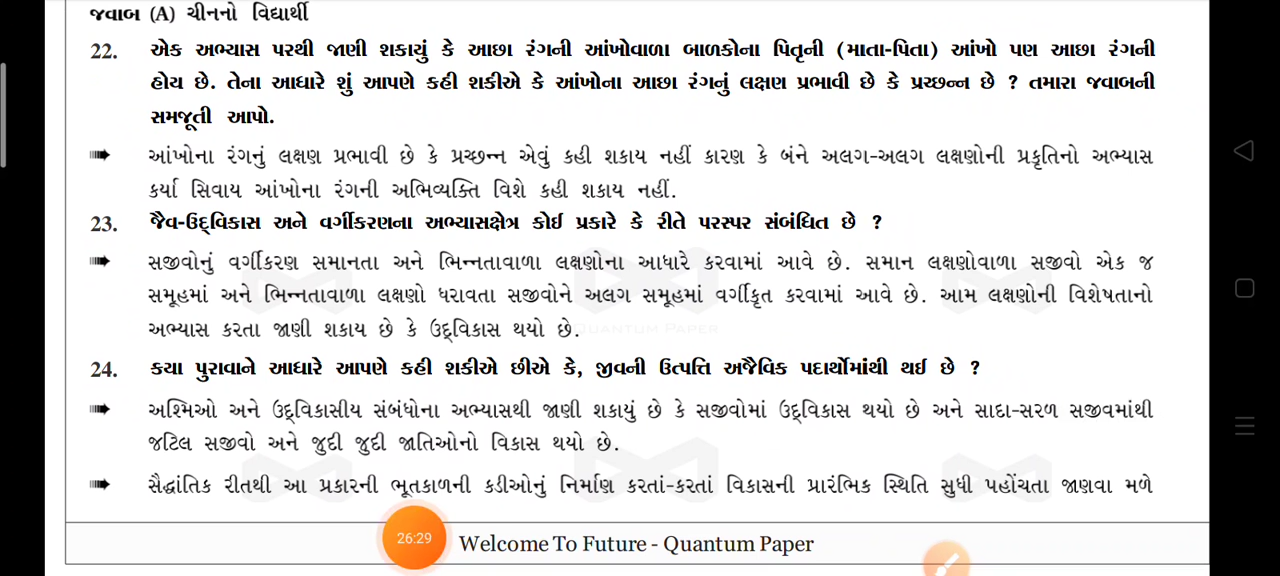 જવાબ (A) ચીનનો વિદ્યાર્થી
22. એક અભ્યાસ પરથી જાણી શકાયું કે આછા રંગની આંખોવાળા બાળકોના પિતૃની (માતા-પિતા) આંખો પણ આછા રંગની
હોય છે. તેના આધારે શું આપણે કહી શકીએ કે આંખોના આછા રંગનું લક્ષણ પ્રભાવી છે કે પ્રચ્છન્ન છે ? તમારા જવાબની
સમજૂતી આપો.
➠ આંખોના રંગનું લક્ષણ પ્રભાવી છે કે પ્રચ્છન્ન એવું કહી શકાય નહીં કારણ કે બંને અલગ-અલગ લક્ષણોની પ્રકૃતિનો અભ્યાસ
કર્યા સિવાય આંખોના રંગની અભિવ્યક્તિ વિશે કહી શકાય નહીં.
23. જૈવ-ઉદ્‌વિકાસ અને વર્ગીકરણના અભ્યાસક્ષેત્ર કોઈ પ્રકારે કે રીતે પરસ્પર સંબંધિત છે ?
➠ સજીવોનું વર્ગીકરણ સમાનતા અને ભિન્નતાવાળા લક્ષણોના આધારે કરવામાં આવે છે. સમાન લક્ષણોવાળા સજીવો એક જ
સમૂહમાં અને ભિન્નતાવાળા લક્ષણો ધરાવતા સજીવોને અલગ સમૂહમાં વર્ગીકૃત કરવામાં આવે છે. આમ લક્ષણોની વિશેષતાનો
અભ્યાસ કરતા જાણી શકાય છે કે ઉદ્‌વિકાસ થયો છે.
QUANTUM PAPER
24. કયા પુરાવાને આધારે આપણે કહી શકીએ છીએ કે, જીવની ઉત્પત્તિ અજૈવિક પદાર્થોમાંથી થઈ છે ?
➠ અશ્મિઓ અને ઉદ્‌વિકાસીય સંબંધોના અભ્યાસથી જાણી શકાયું છે કે સજીવોમાં ઉદ્‌વિકાસ થયો છે અને સાદા-સરળ સજીવમાંથી
જટિલ સજીવો અને જુદી જુદી જાતિઓનો વિકાસ થયો છે.
➠ સૈદ્ધાંતિક રીતથી આ પ્રકારની ભૂતકાળની કડીઓનું નિર્માણ કરતાં-કરતાં વિકાસની પ્રારંભિક સ્થિતિ સુધી પહોંચતા જાણવા મળે
26:29
Welcome To Future - Quantum Paper